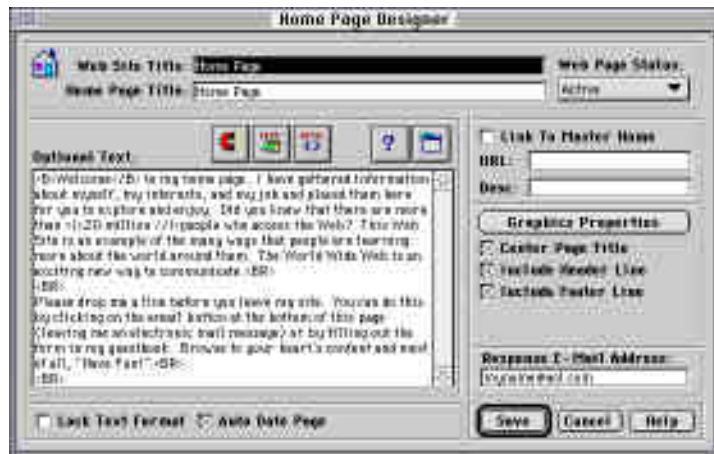 Home Page Designer
Web Site Title: Home Page
Home Page Title: Home Page
Web Page Status:
Active
Optional Text:
<B>Welcome</B> to my home page. I have gathered information
about myself, my interests, and my job and placed them here
for you to explore and enjoy. Did you know that there are more
than <I>20 million </I>people who access the Web? This Web
Site is an example of the many ways that people are learning
more about the world around them. The World Wide Web is an
exciting new way to communicate.<BR>
<BR>
Please drop me a line before you leave my site. You can do this
by clicking on the email button at the bottom of this page
(leaving me an electronic mail message) or by filling out the
form in my guestbook. Browse to your heart's content and most
of all, "Have Fun!"<BR>
<BR>
Lock Text Format
Auto Date Page
Link To Master Home
URL:
Desc:
Graphics Properties
Center Page Title
Include Header Line
Include Footer Line
Response E-Mail Address:
Save
Cancel
Help